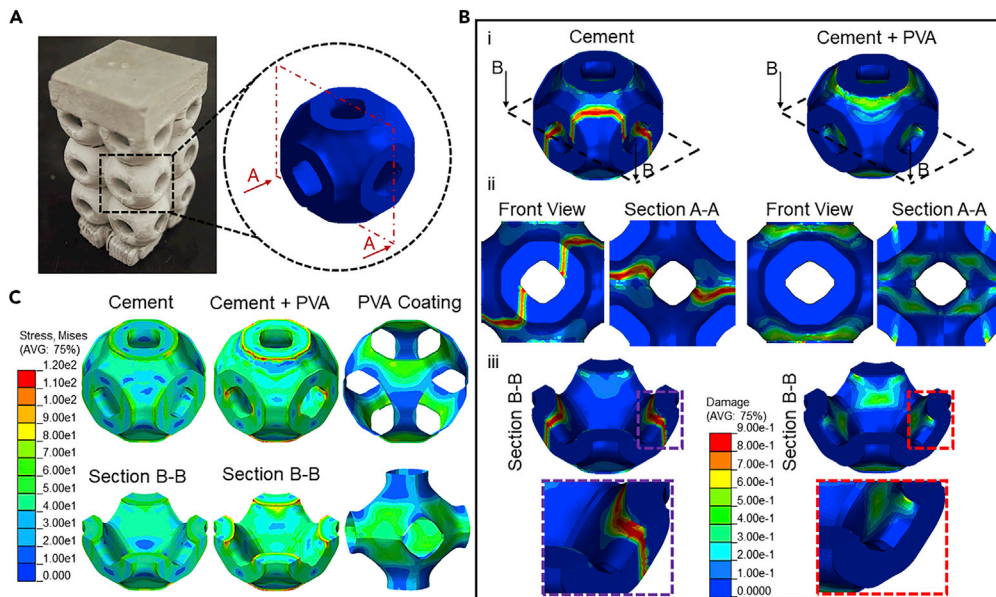 A
A
A
B
i
Cement
Cement + PVA
B
B
B
B
ii
Front View
Section A-A
Front View
Section A-A
iii
Section B-B
Damage
(AVG: 75%)
9.00e-1
8.00e-1
7.00e-1
6.00e-1
5.00e-1
4.00e-1
3.00e-1
2.00e-1
1.00e-1
0.0000
Section B-B
C
Cement
Cement + PVA
PVA Coating
Stress, Mises
(AVG: 75%)
1.20e2
1.10e2
1.00e2
9.00e1
8.00e1
7.00e1
6.00e1
5.00e1
4.00e1
3.00e1
2.00e1
1.00e1
0.000
Section B-B
Section B-B